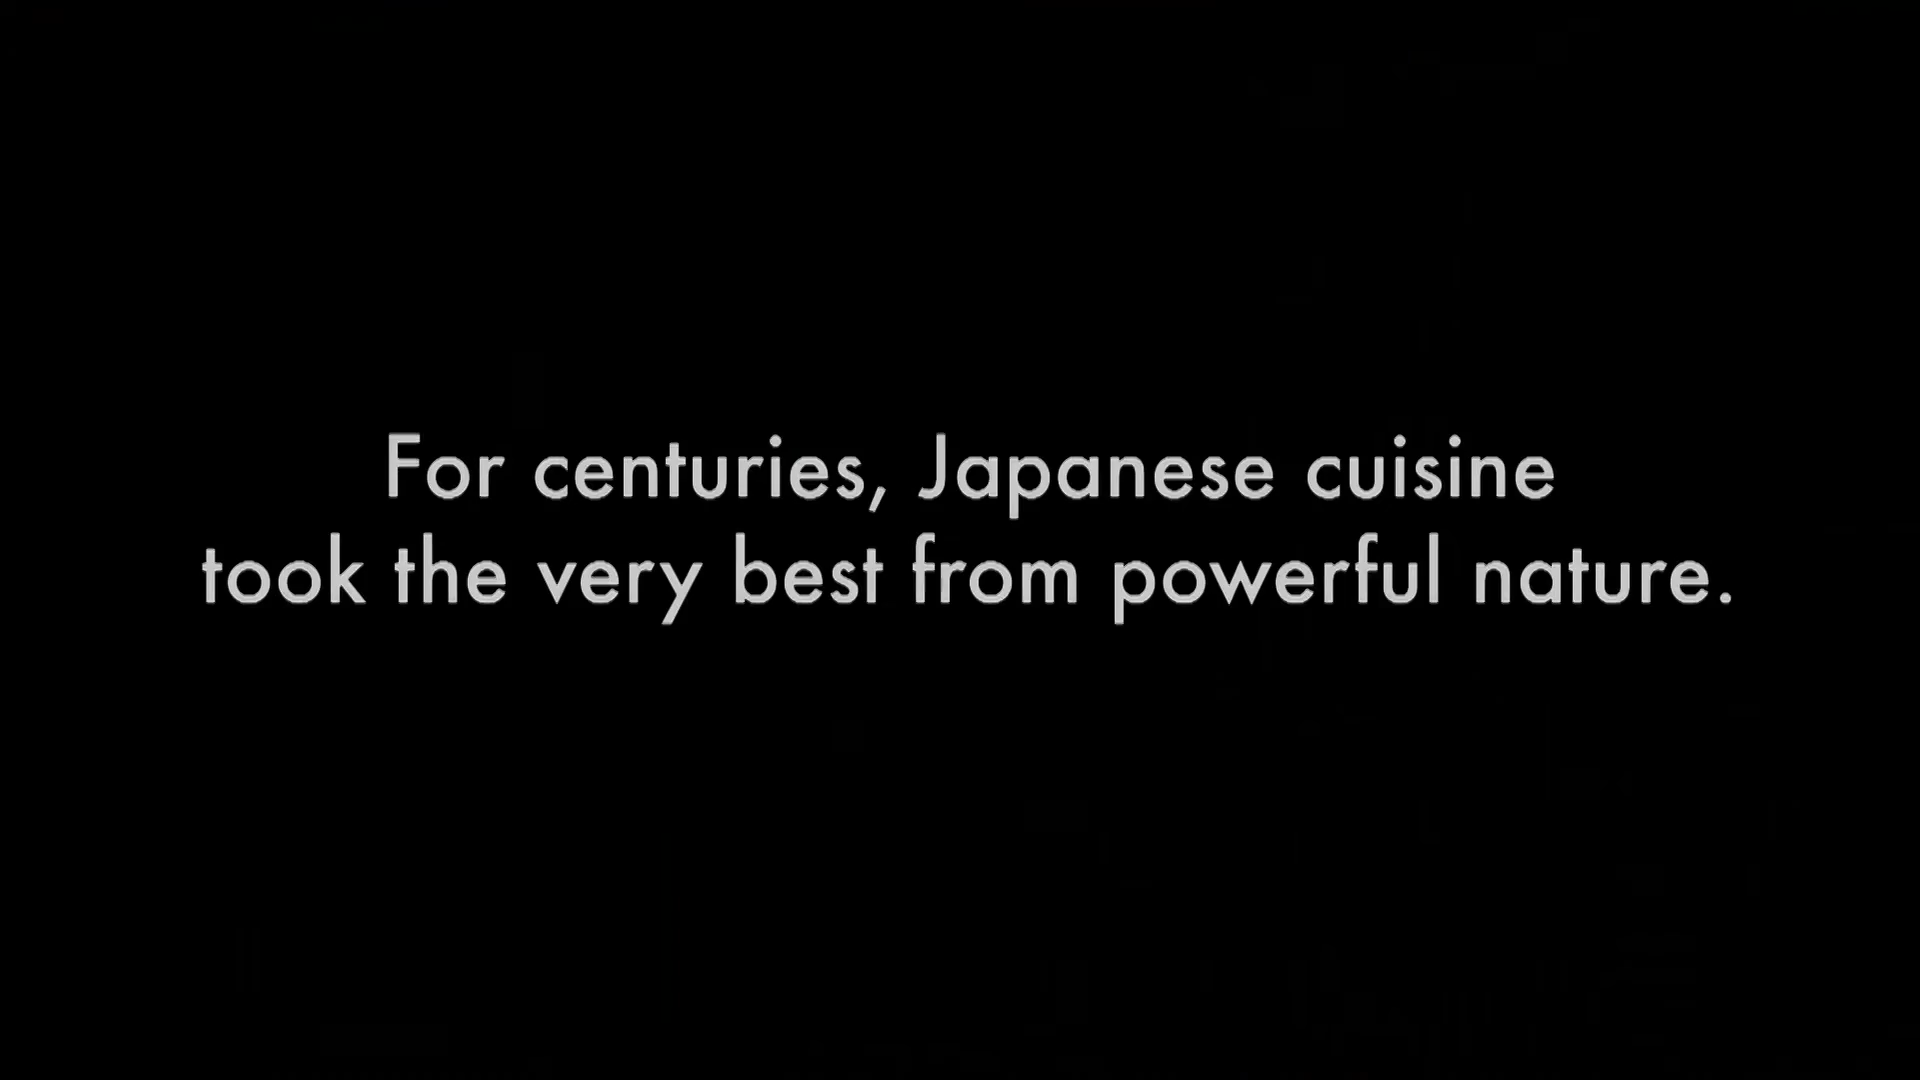 For centuries, Japanese cuisine
took the very best from powerful nature.